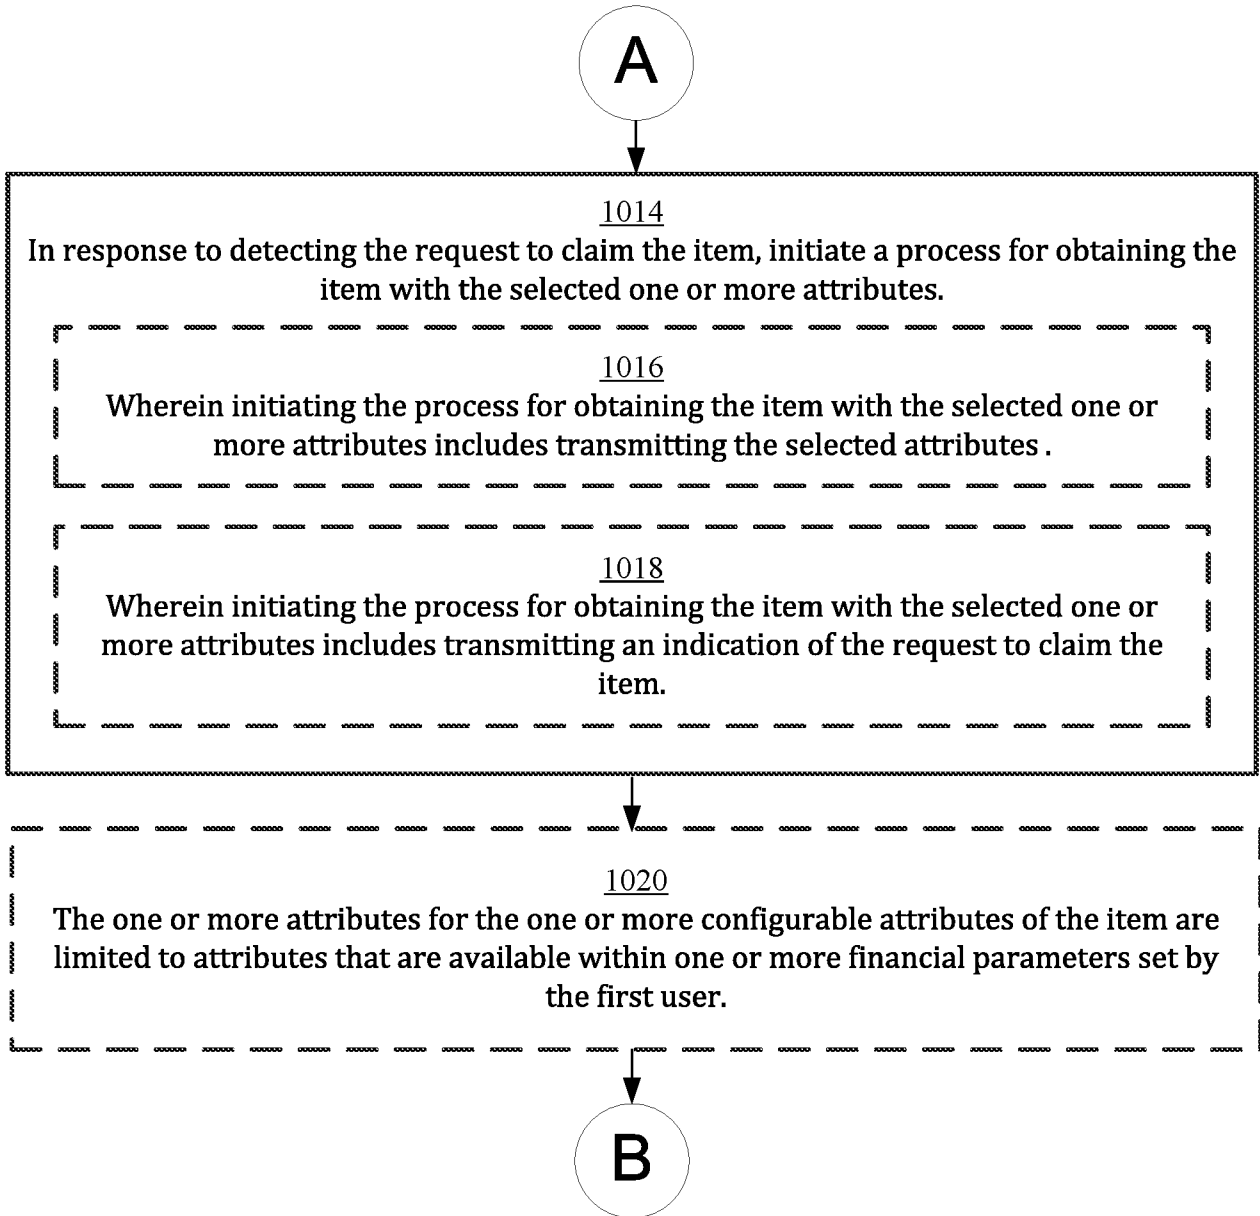 A
1014
In response to detecting the request to claim the item, initiate a process for obtaining the
item with the selected one or more attributes.
1016
Wherein initiating the process for obtaining the item with the selected one or
more attributes includes transmitting the selected attributes .
1018
Wherein initiating the process for obtaining the item with the selected one or
more attributes includes transmitting an indication of the request to claim the
item.
1020
The one or more attributes for the one or more configurable attributes of the item are
limited to attributes that are available within one or more financial parameters set by
the first user.
B